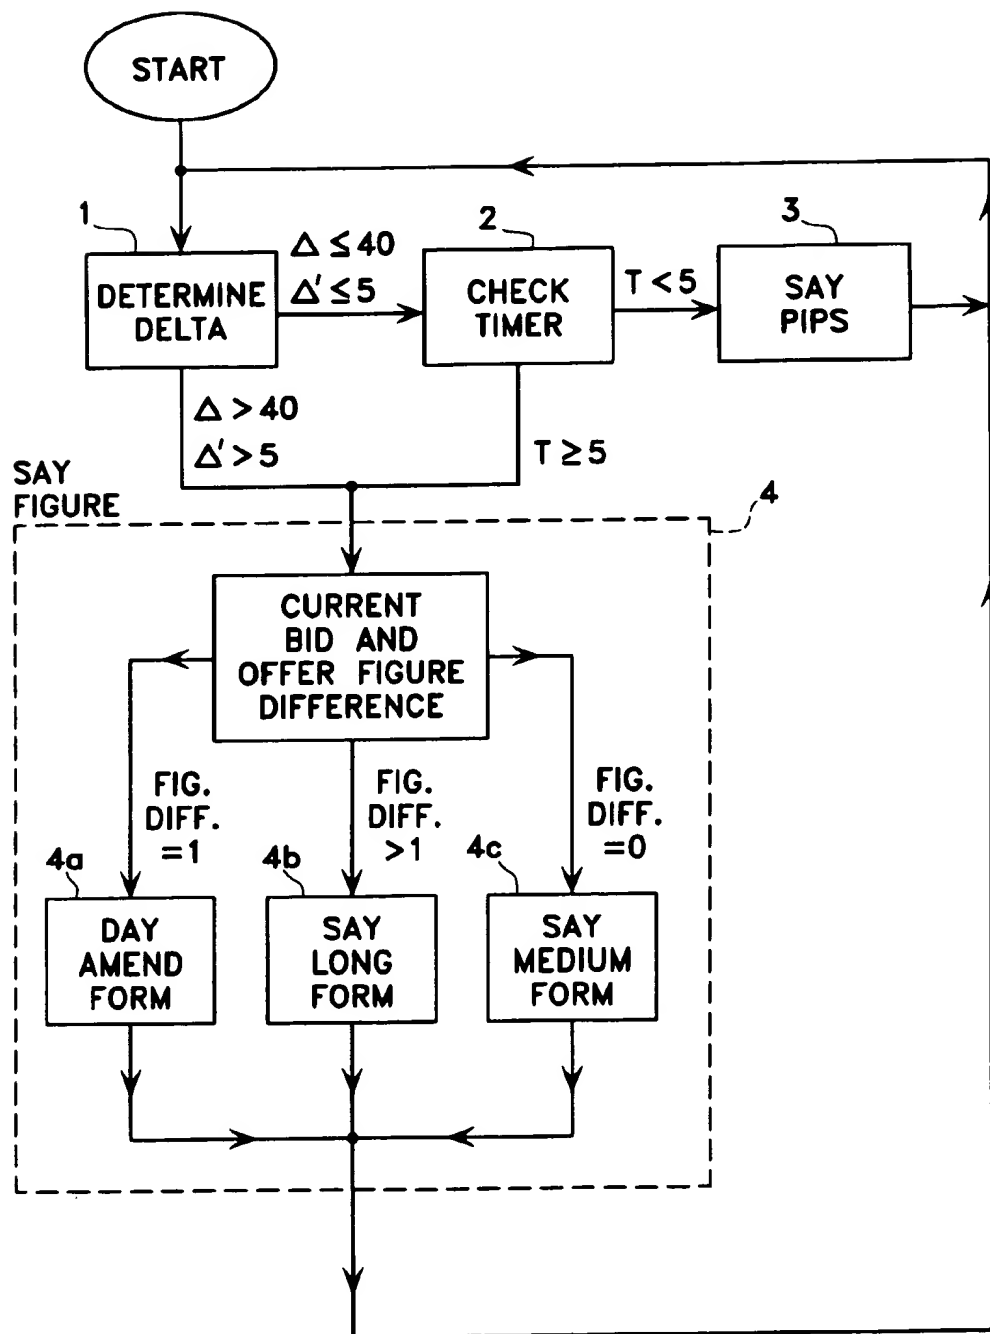 START
1
DETERMINE
DELTA
Δ ≤ 40
Δ' ≤ 5
2
CHECK
TIMER
T < 5
3
SAY
PIPS
Δ > 40
Δ' > 5
T ≥ 5
SAY
FIGURE
4
CURRENT
BID AND
OFFER FIGURE
DIFFERENCE
FIG.
DIFF.
=1
FIG.
DIFF.
>1
FIG.
DIFF.
=0
4a
DAY
AMEND
FORM
4b
SAY
LONG
FORM
4c
SAY
MEDIUM
FORM